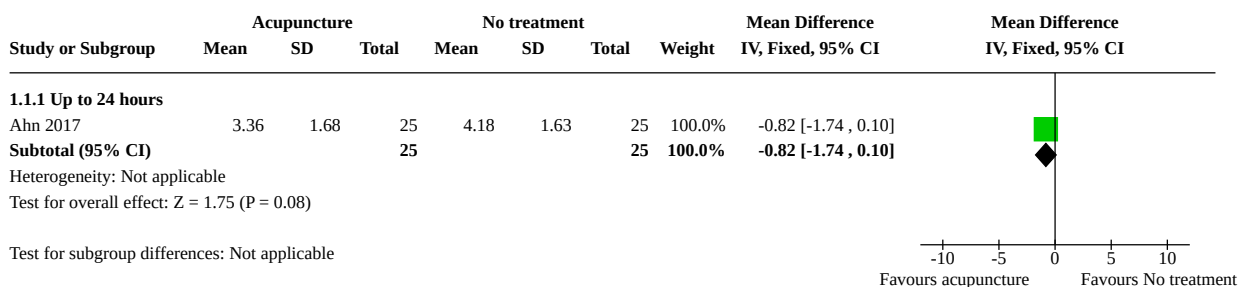 Acupuncture No treatment Mean Difference Mean Difference
Study or Subgroup Mean SD Total Mean SD Total Weight IV, Fixed, 95% CI IV, Fixed, 95% CI
1.1.1 Up to 24 hours
Ahn 2017 3.36 1.68 25 4.18 1.63 25 100.0% -0.82 [-1.74 , 0.10]
Subtotal (95% CI) 25 25 100.0% -0.82 [-1.74 , 0.10]
Heterogeneity: Not applicable
Test for overall effect: Z = 1.75 (P = 0.08)
Test for subgroup differences: Not applicable
-10 -5 0 5 10
Favours acupuncture Favours No treatment